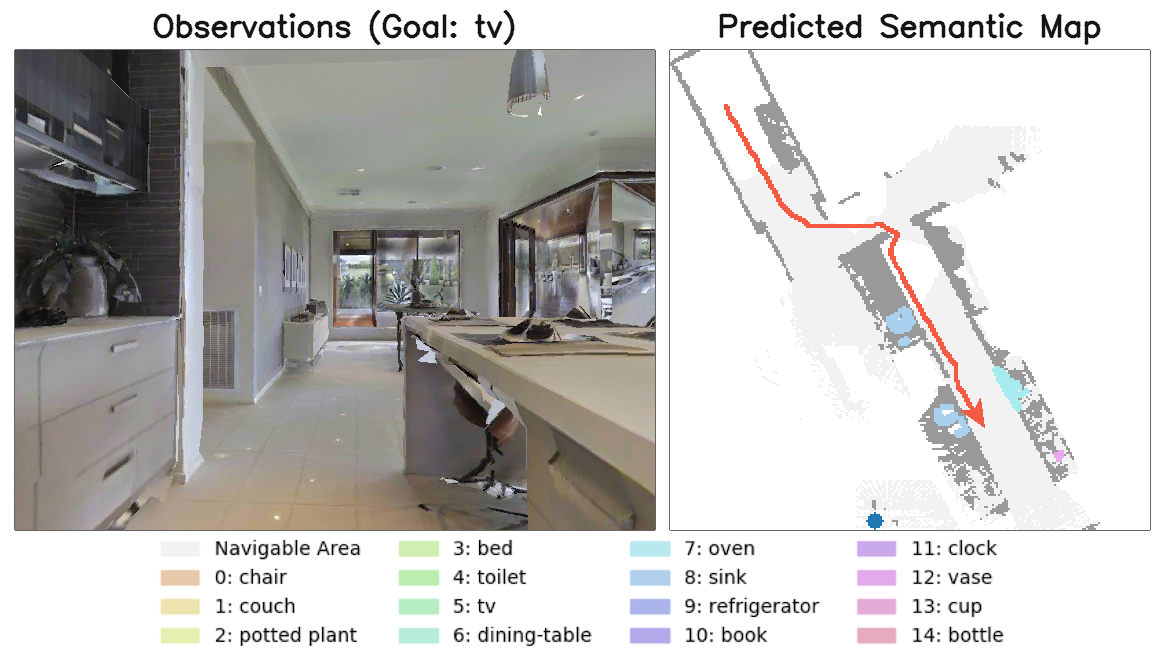 Observations (Goal: tv)
Predicted Semantic Map
Navigable Area
0: chair
1: couch
2: potted plant
3: bed
4: toilet
5: tv
6: dining-table
7: oven
8: sink
9: refrigerator
10: book
11: clock
12: vase
13: cup
14: bottle